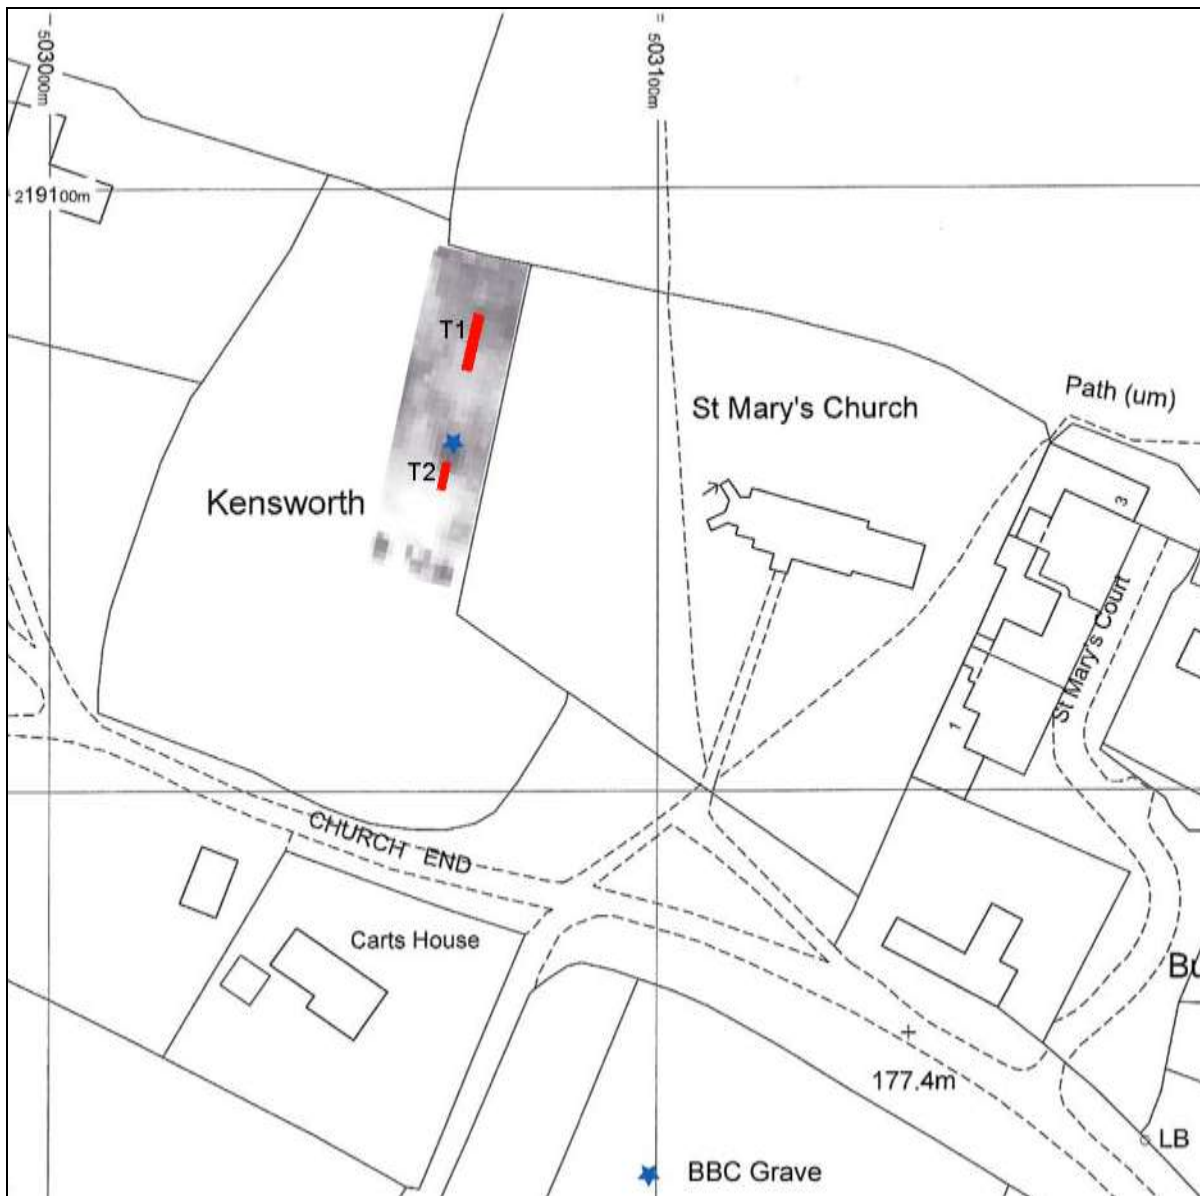 503000m
503100m
219100m
T1
Path (um)
St Mary's Church
T2
Kensworth
3
St Mary's Court
1
CHURCH END
Carts House
Bu
177.4m
LB
BBC Grave